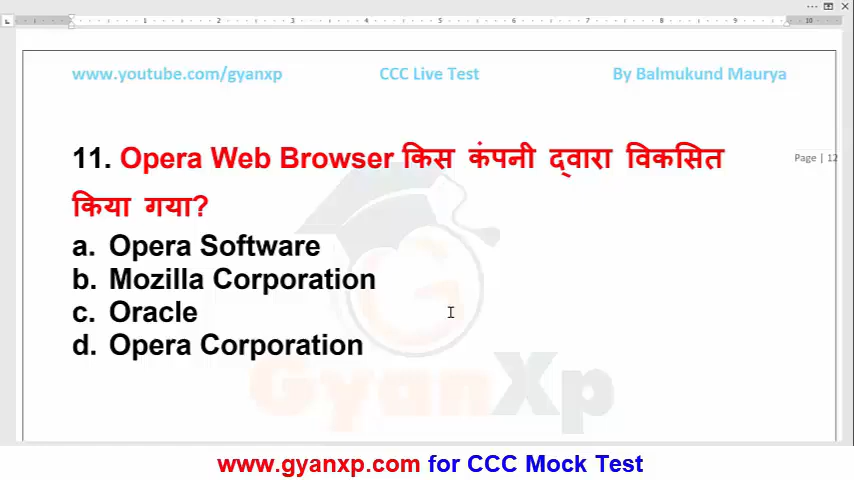 www.youtube.com/gyanxp CCC Live Test By Balmukund Maurya
11. Opera Web Browser किस कंपनी द्वारा विकसित
Page | 12
किया गया?
a. Opera Software
b. Mozilla Corporation
c. Oracle
d. Opera Corporation
GyanXp
www.gyanxp.com for CCC Mock Test